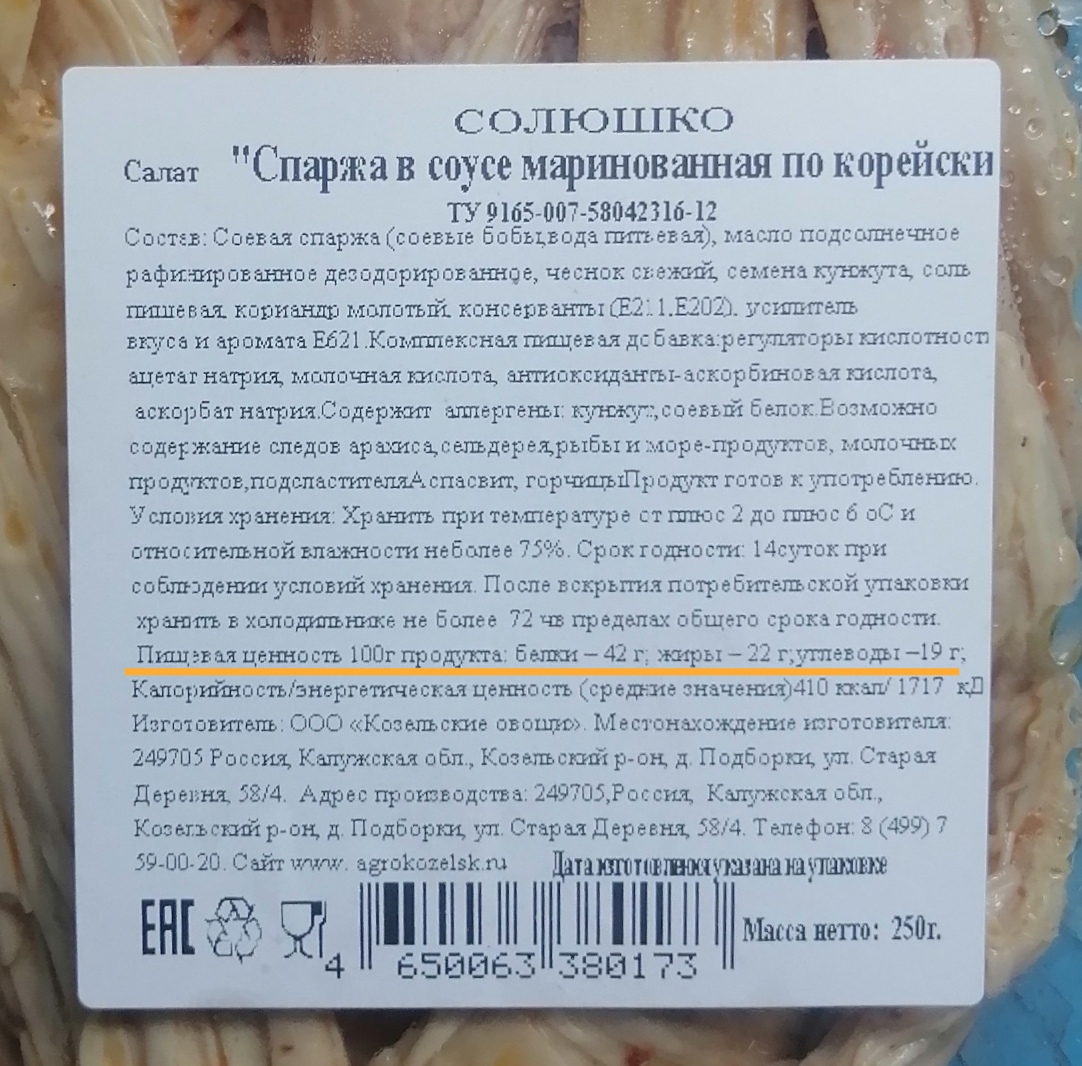 СОЛЮШКО
Салат "Спаржа в соусе маринованная по корейски
ТУ 9165-007-58042316-12
Состав: Соевая спаржа (соевые бобы,вода питьевая), масло подсолнечное
рафинированное дезодорированное, чеснок свежий, семена кунжута, соль
пищевая, кориандр молотый, консерванты (Е211,Е202), усилитель
вкуса и аромата Е621.Комплексная пищевая добавка:регуляторы кислотност
ацетат натрия, молочная кислота, антиоксиданты-аскорбиновая кислота,
аскорбат натрия.Содержит аллергены: кунжут,соевый белок.Возможно
содержание следов арахиса,сельдерея,рыбы и море-продуктов, молочных
продуктов,подсластителяАспасвит, горчицы.Продукт готов к употреблению.
Условия хранения: Хранить при температуре от плюс 2 до плюс 6 оС и
относительной влажности неболее 75%. Срок годности: 14суток при
соблюдении условий хранения. После вскрытия потребительской упаковки
хранить в холодильнике не более 72 чв пределах общего срока годности.
Пищевая ценность 100г продукта: белки – 42 г; жиры – 22 г;углеводы –19 г;
Калорийность/энергетическая ценность (средние значения)410 ккал/ 1717 кД
Изготовитель: ООО «Козельские овощи». Местонахождение изготовителя:
249705 Россия, Калужская обл., Козельский р-он, д. Подборки, ул. Старая
Деревня, 58/4. Адрес производства: 249705,Россия, Калужская обл.,
Козельский р-он, д. Подборки, ул. Старая Деревня, 58/4. Телефон: 8 (499) 7
59-00-20. Сайт www. agrokozelsk.ru Дата изготовления указана на упаковке
EAC
Масса нетто: 250г.
4 650063 380173